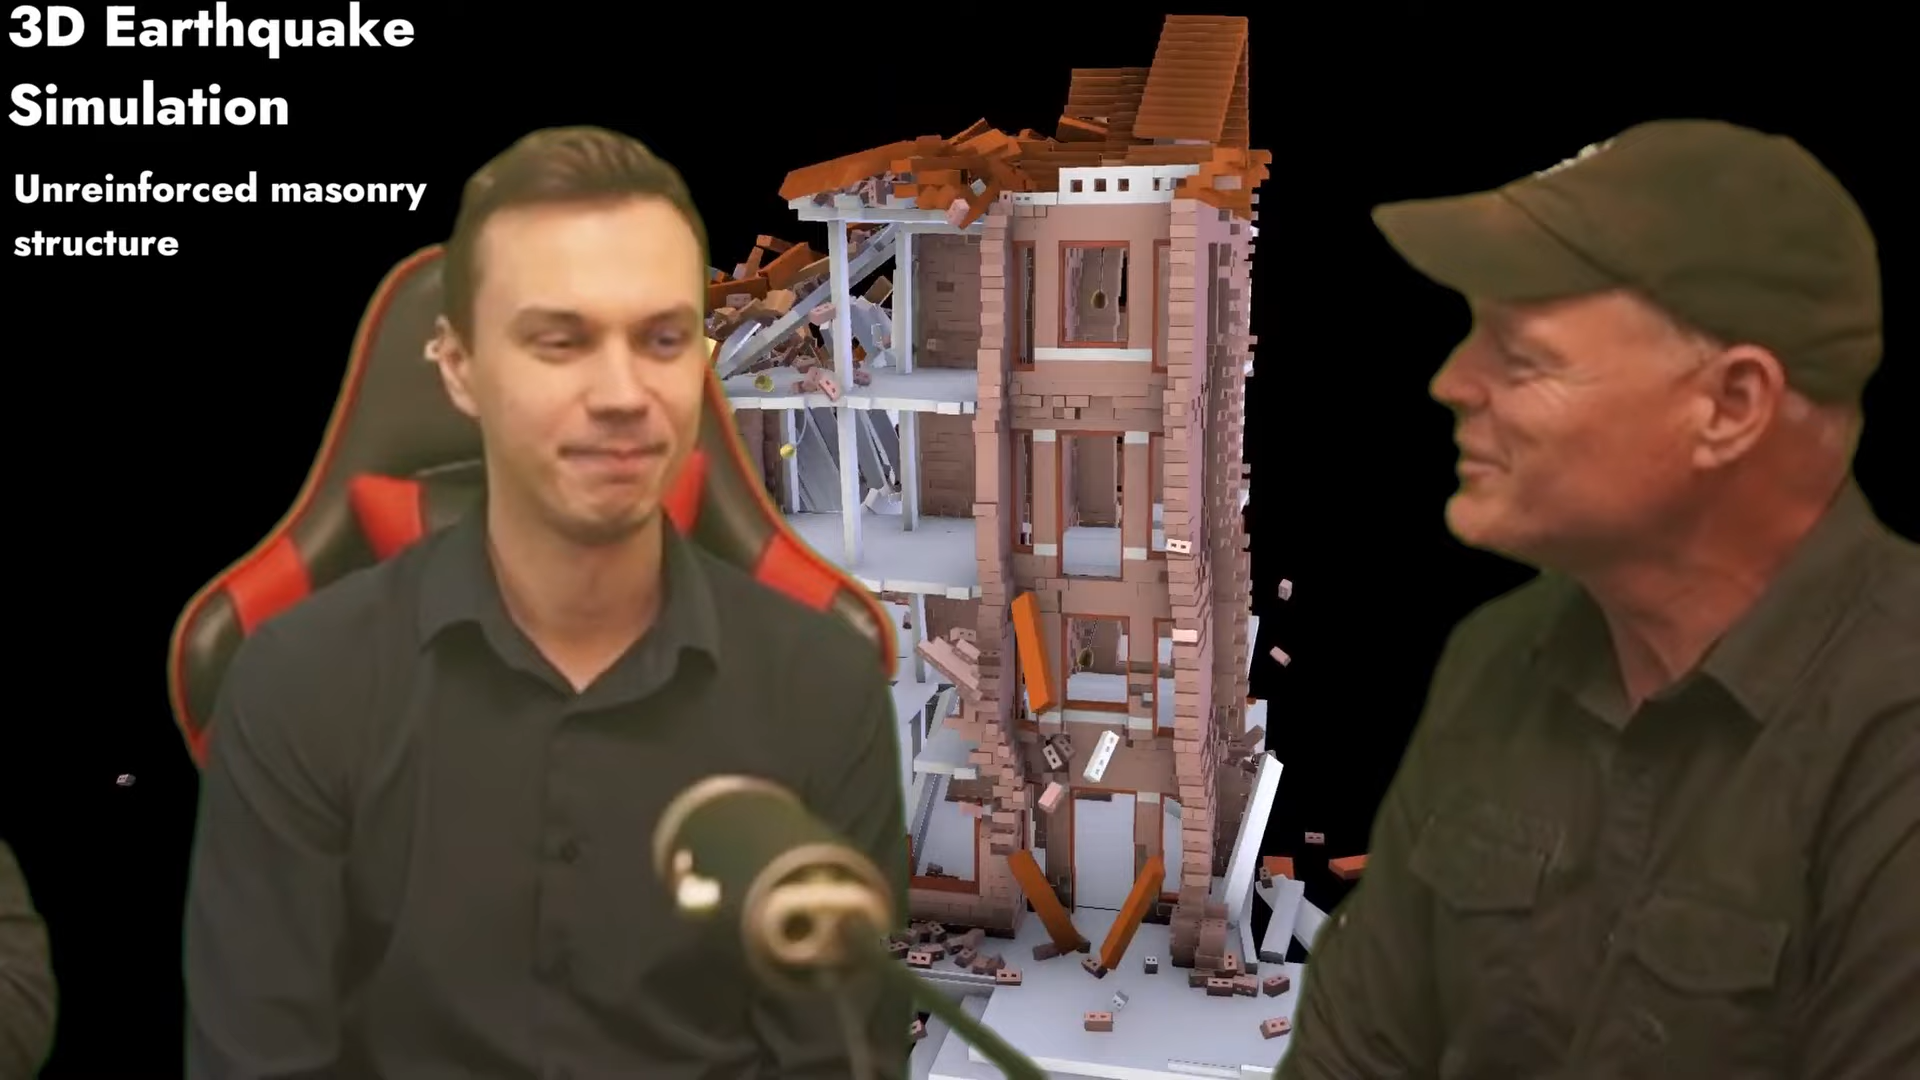 3D Earthquake
Simulation
Unreinforced masonry
structure